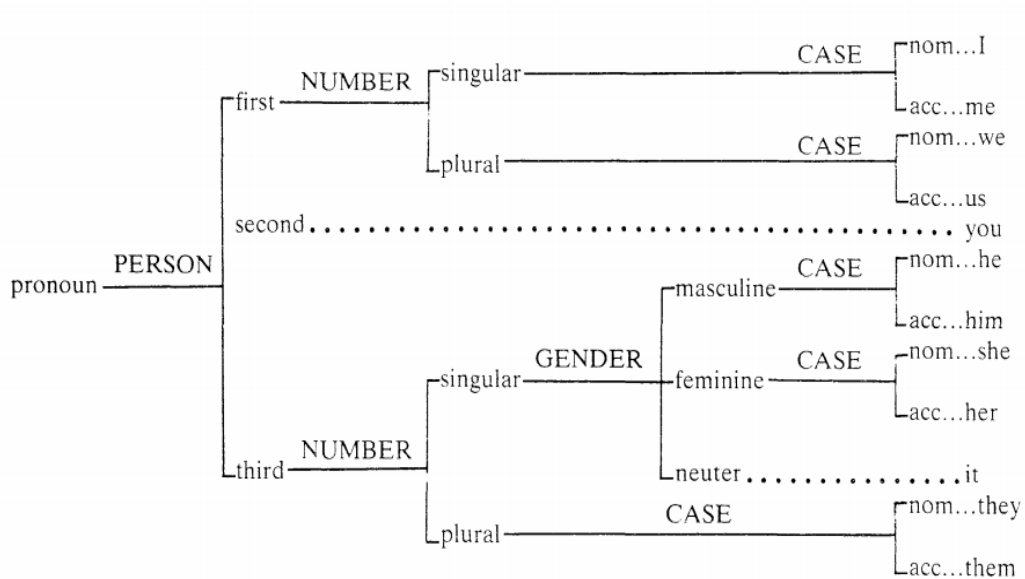 nom...I
CASE
NUMBER singular
first
acc...me
nom...we
CASE
plural
acc...us
second you
PERSON
pronoun
nom...he
CASE
masculine
acc...him
nom...she
GENDER CASE
singular feminine
acc...her
NUMBER
third neuter it
nom...they
CASE
plural
acc...them